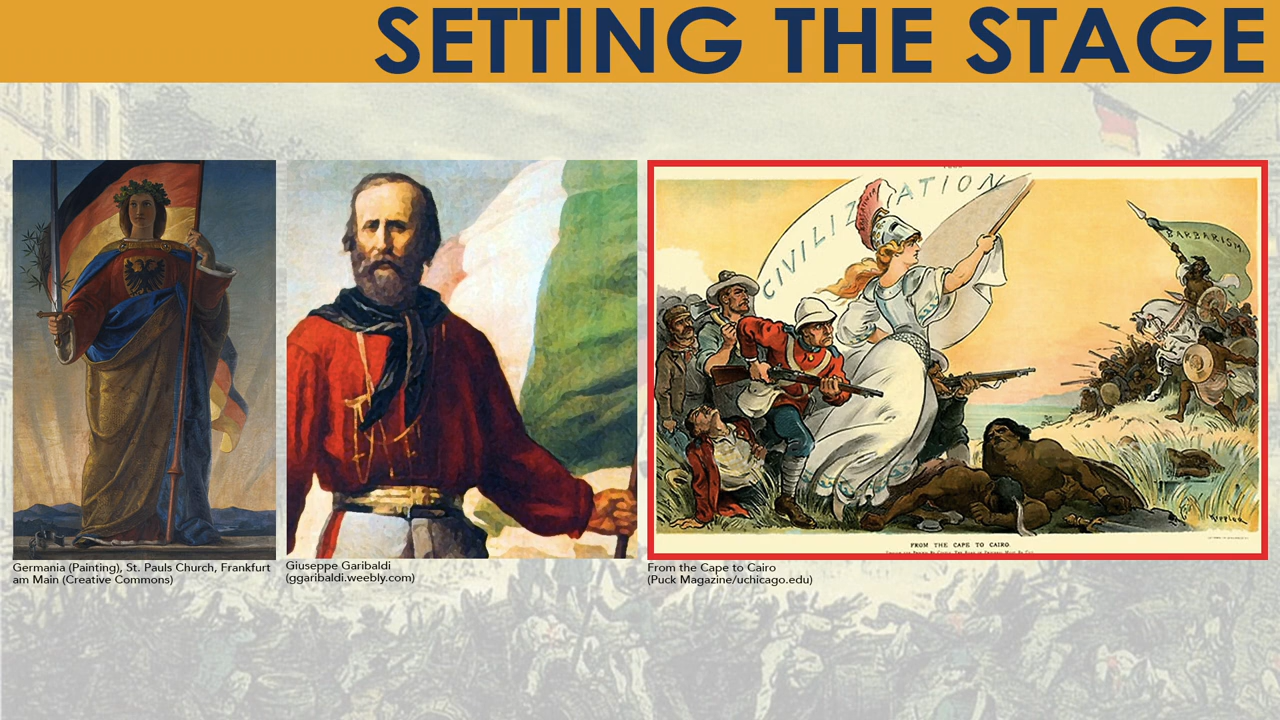 SETTING THE STAGE
CIVILIZATION
BARBARISM
FROM THE CAPE TO CAIRO.
Germania (Painting), St. Pauls Church, Frankfurt
am Main (Creative Commons)
Giuseppe Garibaldi
(ggaribaldi.weebly.com)
From the Cape to Cairo
(Puck Magazine/uchicago.edu)